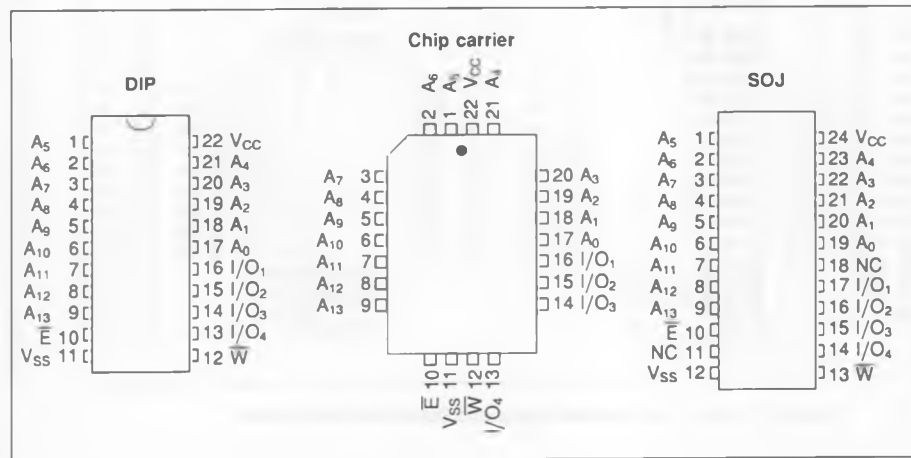 DIP
A5 1 22 VCC
A6 2 21 A4
A7 3 20 A3
A8 4 19 A2
A9 5 18 A1
A10 6 17 A0
A11 7 16 I/O1
A12 8 15 I/O2
A13 9 14 I/O3
E̅ 10 13 I/O4
VSS 11 12 W̅
Chip carrier
A6 A5 VCC A4
2 1 22 21
A7 3 20 A3
A8 4 19 A2
A9 5 18 A1
A10 6 17 A0
A11 7 16 I/O1
A12 8 15 I/O2
A13 9 14 I/O3
E̅ 10
VSS 11
W̅ 12
I/O4 13
SOJ
A5 1 24 VCC
A6 2 23 A4
A7 3 22 A3
A8 4 21 A2
A9 5 20 A1
A10 6 19 A0
A11 7 18 NC
A12 8 17 I/O1
A13 9 16 I/O2
E̅ 10 15 I/O3
NC 11 14 I/O4
VSS 12 13 W̅